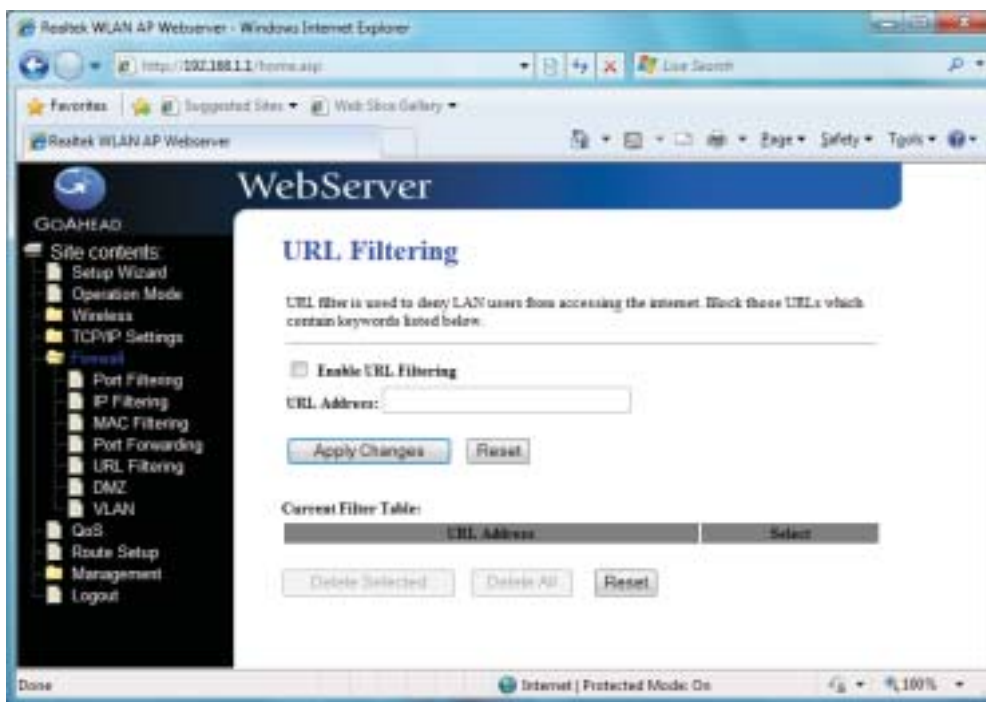 Realtek WLAN AP Webserver - Windows Internet Explorer
http://192.168.1.1/home.asp
Live Search
Favorites Suggested Sites Web Slice Gallery
Realtek WLAN AP Webserver
Page Safety Tools
GOAHEAD
WebServer
Site contents:
Setup Wizard
Operation Mode
Wireless
TCP/IP Settings
Firewall
Port Filtering
IP Filtering
MAC Filtering
Port Forwarding
URL Filtering
DMZ
VLAN
QoS
Route Setup
Management
Logout
URL Filtering
URL filter is used to deny LAN users from accessing the internet. Block those URLs which
contain keywords listed below.
Enable URL Filtering
URL Address:
Apply Changes Reset
Current Filter Table:
URL Address Select
Delete Selected Delete All Reset
Done
Internet | Protected Mode: On
100%